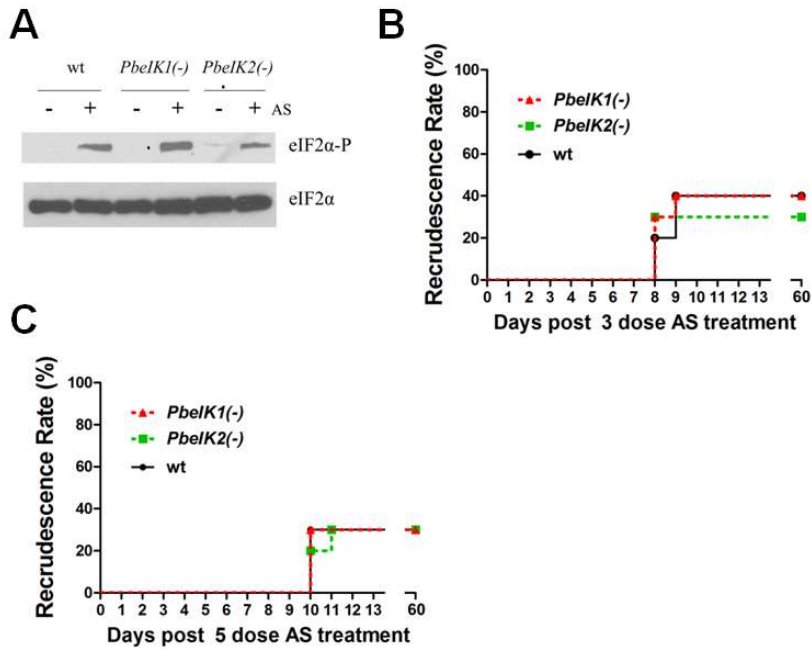 A
wt PbeIK1(-) PbeIK2(-)
- + - + - + AS
eIF2α-P
eIF2α
B
Recrudescence Rate (%)
100
80
60
40
20
0
PbeIK1(-)
PbeIK2(-)
wt
0 1 2 3 4 5 6 7 8 9 10 11 12 13 60
Days post 3 dose AS treatment
C
Recrudescence Rate (%)
100
80
60
40
20
0
PbeIK1(-)
PbeIK2(-)
wt
0 1 2 3 4 5 6 7 8 9 10 11 12 13 60
Days post 5 dose AS treatment